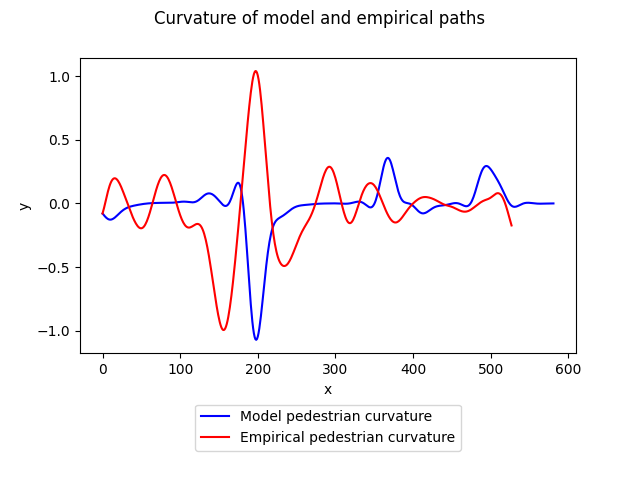 Curvature of model and empirical paths
1.0
0.5
0.0
−0.5
−1.0
y
0 100 200 300 400 500 600
x
Model pedestrian curvature
Empirical pedestrian curvature